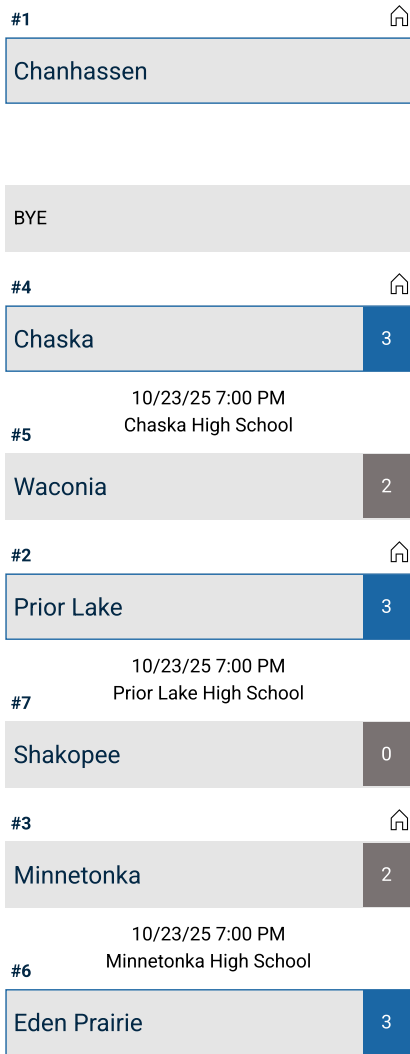 #1
Chanhassen
BYE
#4
Chaska 3
10/23/25 7:00 PM
Chaska High School
#5
Waconia 2
#2
Prior Lake 3
10/23/25 7:00 PM
Prior Lake High School
#7
Shakopee 0
#3
Minnetonka 2
10/23/25 7:00 PM
Minnetonka High School
#6
Eden Prairie 3